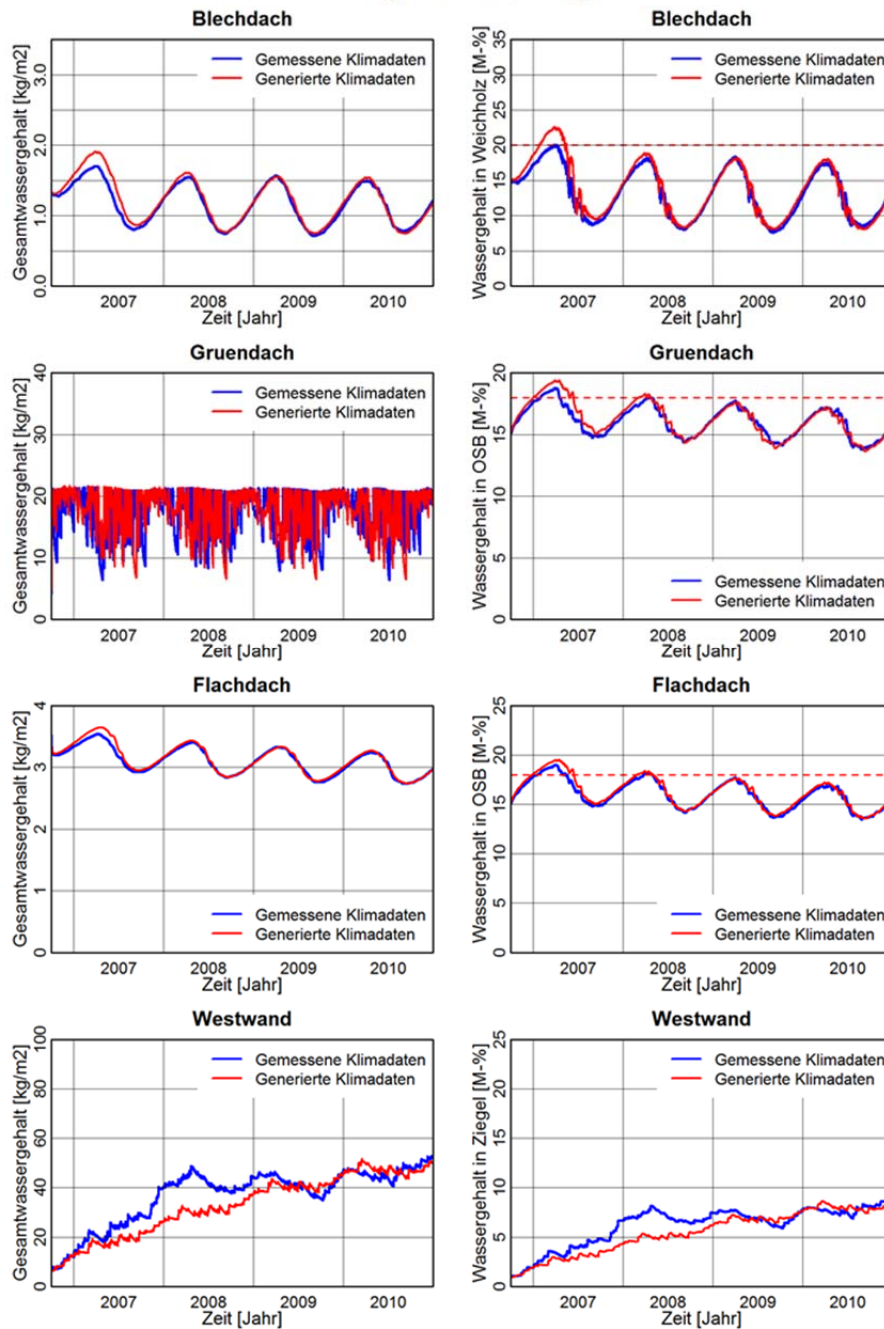 Blechdach
Gesamtwassergehalt [kg/m2]
0.0 1.0 2.0 3.0
Gemessene Klimadaten
Generierte Klimadaten
2007 2008 2009 2010
Zeit [Jahr]
Blechdach
Wassergehalt in Weichholz [M-%]
0 5 10 15 20 25 30 35
Gemessene Klimadaten
Generierte Klimadaten
2007 2008 2009 2010
Zeit [Jahr]
Gruendach
Gesamtwassergehalt [kg/m2]
0 10 20 30 40
Gemessene Klimadaten
Generierte Klimadaten
2007 2008 2009 2010
Zeit [Jahr]
Gruendach
Wassergehalt in OSB [M-%]
0 5 10 15 20
Gemessene Klimadaten
Generierte Klimadaten
2007 2008 2009 2010
Zeit [Jahr]
Flachdach
Gesamtwassergehalt [kg/m2]
0 1 2 3 4
Gemessene Klimadaten
Generierte Klimadaten
2007 2008 2009 2010
Zeit [Jahr]
Flachdach
Wassergehalt in OSB [M-%]
0 5 10 15 20 25
Gemessene Klimadaten
Generierte Klimadaten
2007 2008 2009 2010
Zeit [Jahr]
Westwand
Gesamtwassergehalt [kg/m2]
0 20 40 60 80 100
Gemessene Klimadaten
Generierte Klimadaten
2007 2008 2009 2010
Zeit [Jahr]
Westwand
Wassergehalt in Ziegel [M-%]
0 5 10 15 20 25
Gemessene Klimadaten
Generierte Klimadaten
2007 2008 2009 2010
Zeit [Jahr]